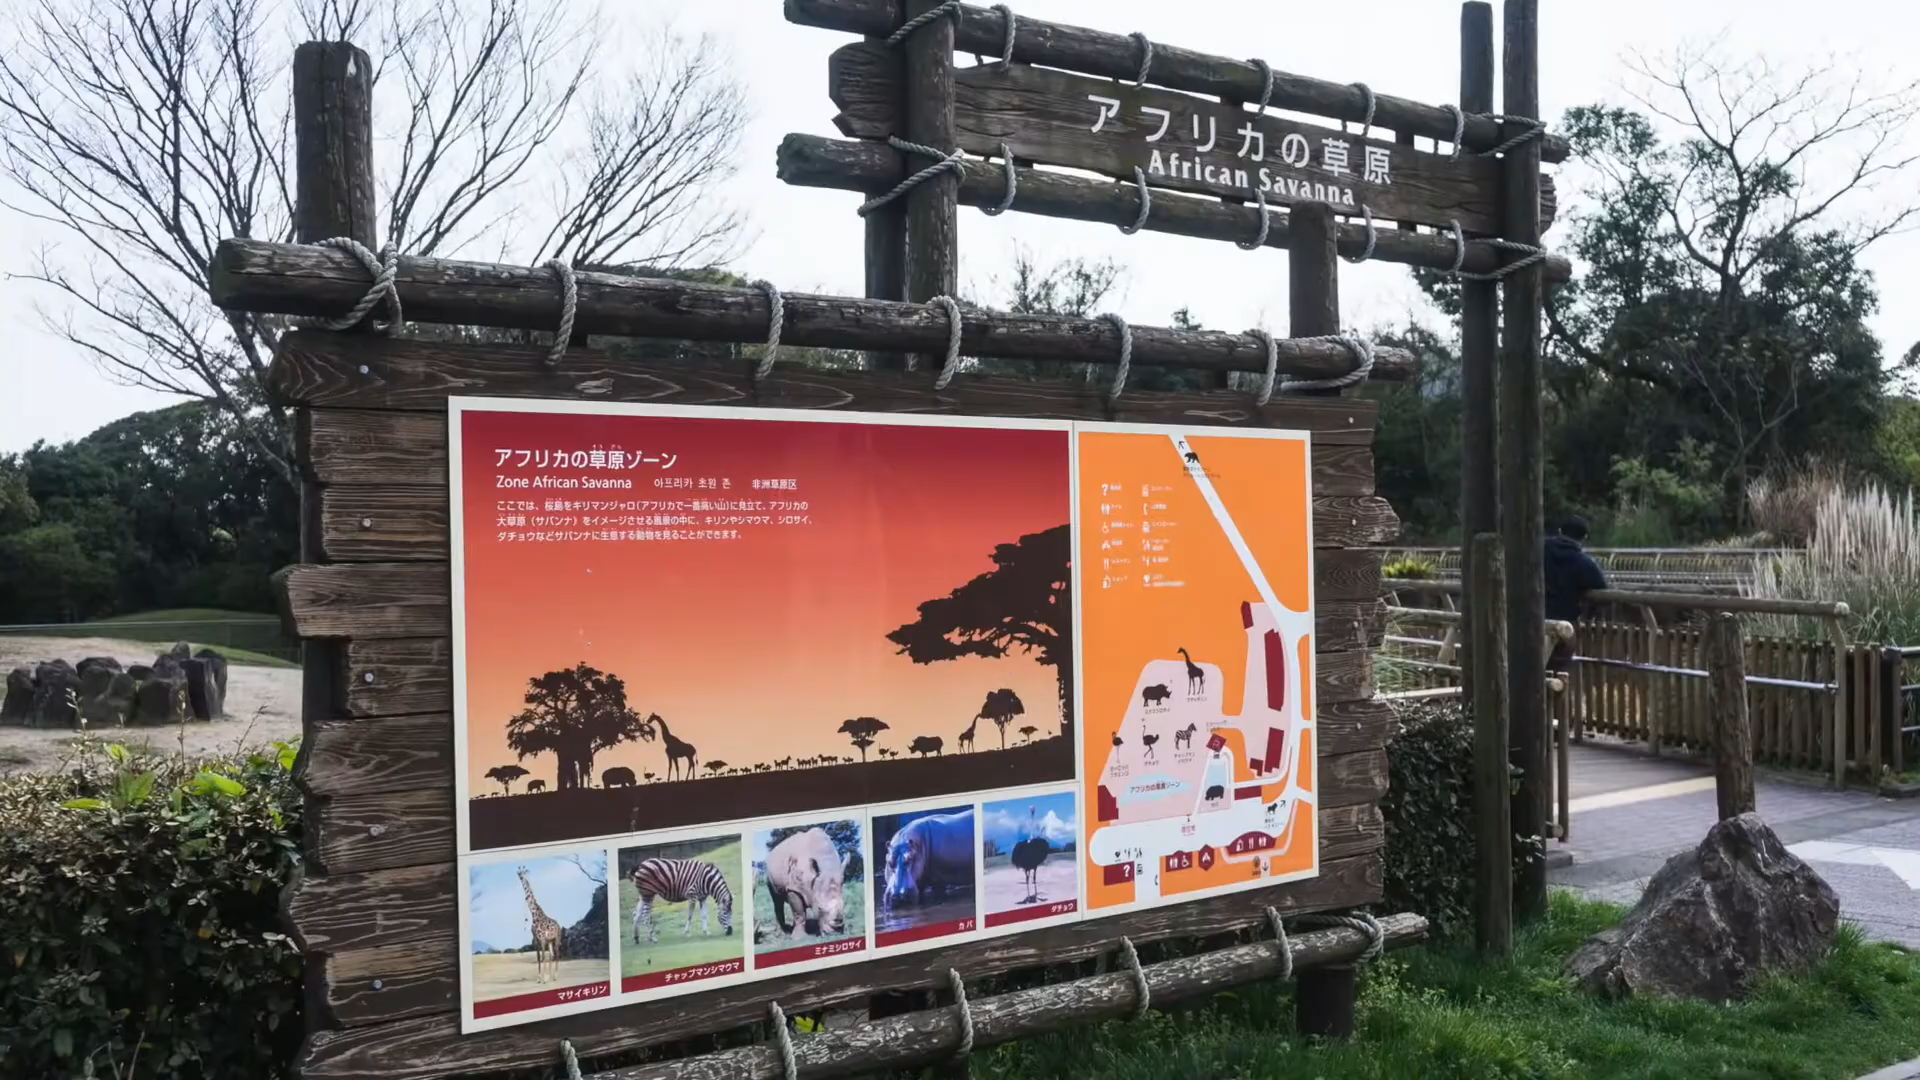 アフリカの草原
African Savanna
アフリカの草原ゾーン
Zone African Savanna 아프리카 초원 존 非洲草原区
ここでは、桜島をキリマンジャロ(アフリカで一番高い山)に見立て、アフリカの
大草原(サバンナ)をイメージさせる風景の中に、キリンやシマウマ、シロサイ、
ダチョウなどサバンナに生息する動物を見ることができます。
アフリカの草原ゾーン
マサイキリン
チャップマンシマウマ
ミナミシロサイ
カバ
ダチョウ